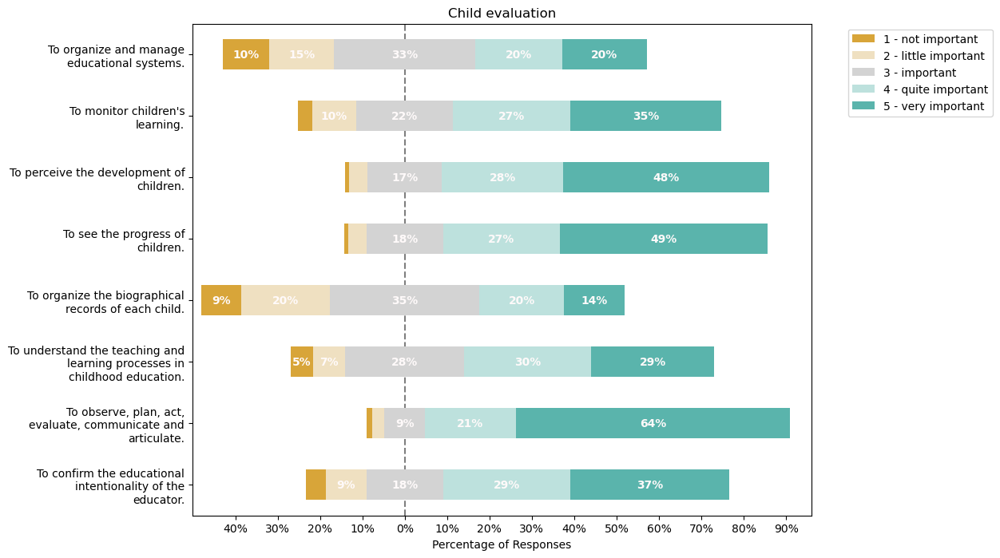 Child evaluation
1 - not important
2 - little important
3 - important
4 - quite important
5 - very important
To organize and manage
educational systems.
10% 15% 33% 20% 20%
To monitor children's
learning.
10% 22% 27% 35%
To perceive the development of
children.
17% 28% 48%
To see the progress of
children.
18% 27% 49%
To organize the biographical
records of each child.
9% 20% 35% 20% 14%
To understand the teaching and
learning processes in
childhood education.
5% 7% 28% 30% 29%
To observe, plan, act,
evaluate, communicate and
articulate.
9% 21% 64%
To confirm the educational
intentionality of the
educator.
9% 18% 29% 37%
40% 30% 20% 10% 0% 10% 20% 30% 40% 50% 60% 70% 80% 90%
Percentage of Responses